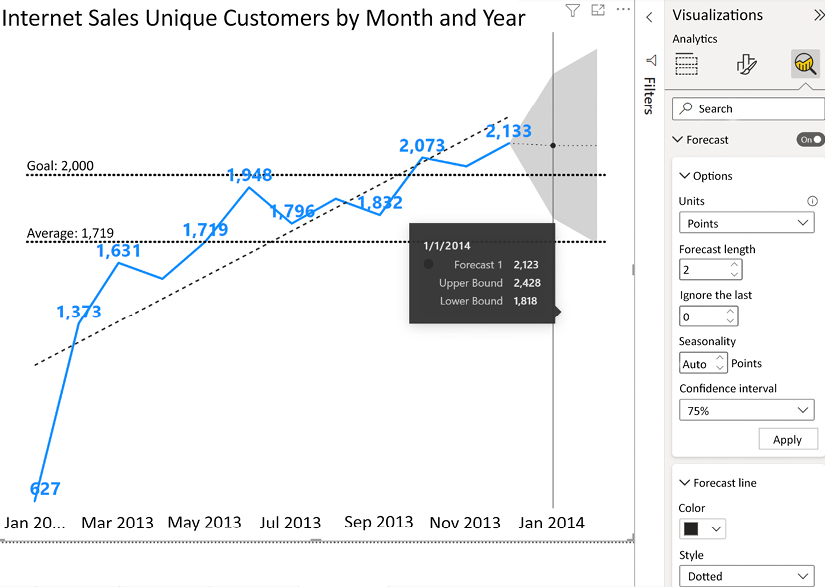 Internet Sales Unique Customers by Month and Year
Goal: 2,000
Average: 1,719
627
1,373
1,631
1,719
1,948
1,796
1,832
2,073
2,133
1/1/2014
Forecast 1 2,123
Upper Bound 2,428
Lower Bound 1,818
Jan 20... Mar 2013 May 2013 Jul 2013 Sep 2013 Nov 2013 Jan 2014
Filters
Visualizations
Analytics
Search
Forecast On
Options
Units
Points
Forecast length
2
Ignore the last
0
Seasonality
Auto Points
Confidence interval
75%
Apply
Forecast line
Color
Style
Dotted